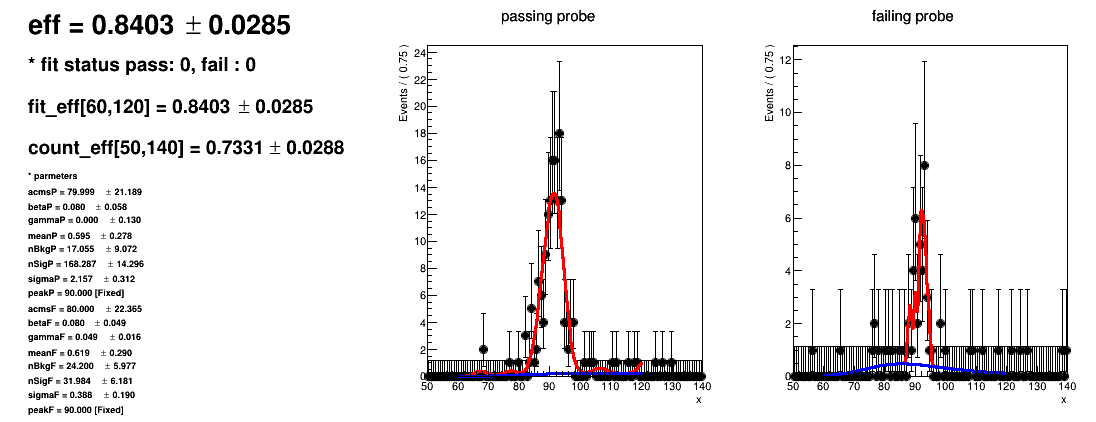 eff = 0.8403 ± 0.0285
* fit status pass: 0, fail : 0
fit_eff[60,120] = 0.8403 ± 0.0285
count_eff[50,140] = 0.7331 ± 0.0288
* parmeters
acmsP = 79.999 ± 21.189
betaP = 0.080 ± 0.058
gammaP = 0.000 ± 0.130
meanP = 0.595 ± 0.278
nBkgP = 17.055 ± 9.072
nSigP = 168.287 ± 14.296
sigmaP = 2.157 ± 0.312
peakP = 90.000 [Fixed]
acmsF = 80.000 ± 22.365
betaF = 0.080 ± 0.049
gammaF = 0.049 ± 0.016
meanF = 0.619 ± 0.290
nBkgF = 24.200 ± 5.977
nSigF = 31.984 ± 6.181
sigmaF = 0.388 ± 0.190
peakF = 90.000 [Fixed]
passing probe
Events / ( 0.75 )
24
22
20
18
16
14
12
10
8
6
4
2
0
50 60 70 80 90 100 110 120 130 140
x
failing probe
Events / ( 0.75 )
12
10
8
6
4
2
0
50 60 70 80 90 100 110 120 130 140
x